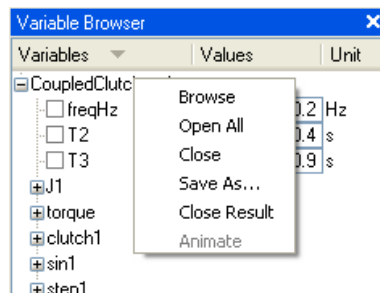 Variable Browser
Variables Values Unit
CoupledClutc
freqHz 0.2 Hz
T2 0.4 s
T3 0.9 s
J1
torque
clutch1
sin1
step1
Browse
Open All
Close
Save As...
Close Result
Animate